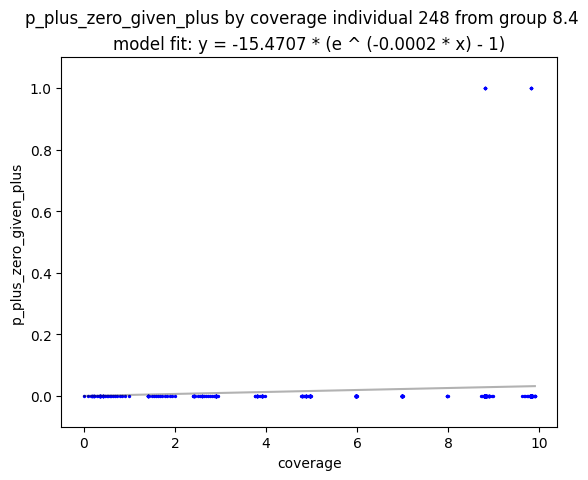 p_plus_zero_given_plus by coverage individual 248 from group 8.4
model fit: y = -15.4707 * (e ^ (-0.0002 * x) - 1)
1.0
0.8
0.6
0.4
0.2
0.0
p_plus_zero_given_plus
0 2 4 6 8 10
coverage